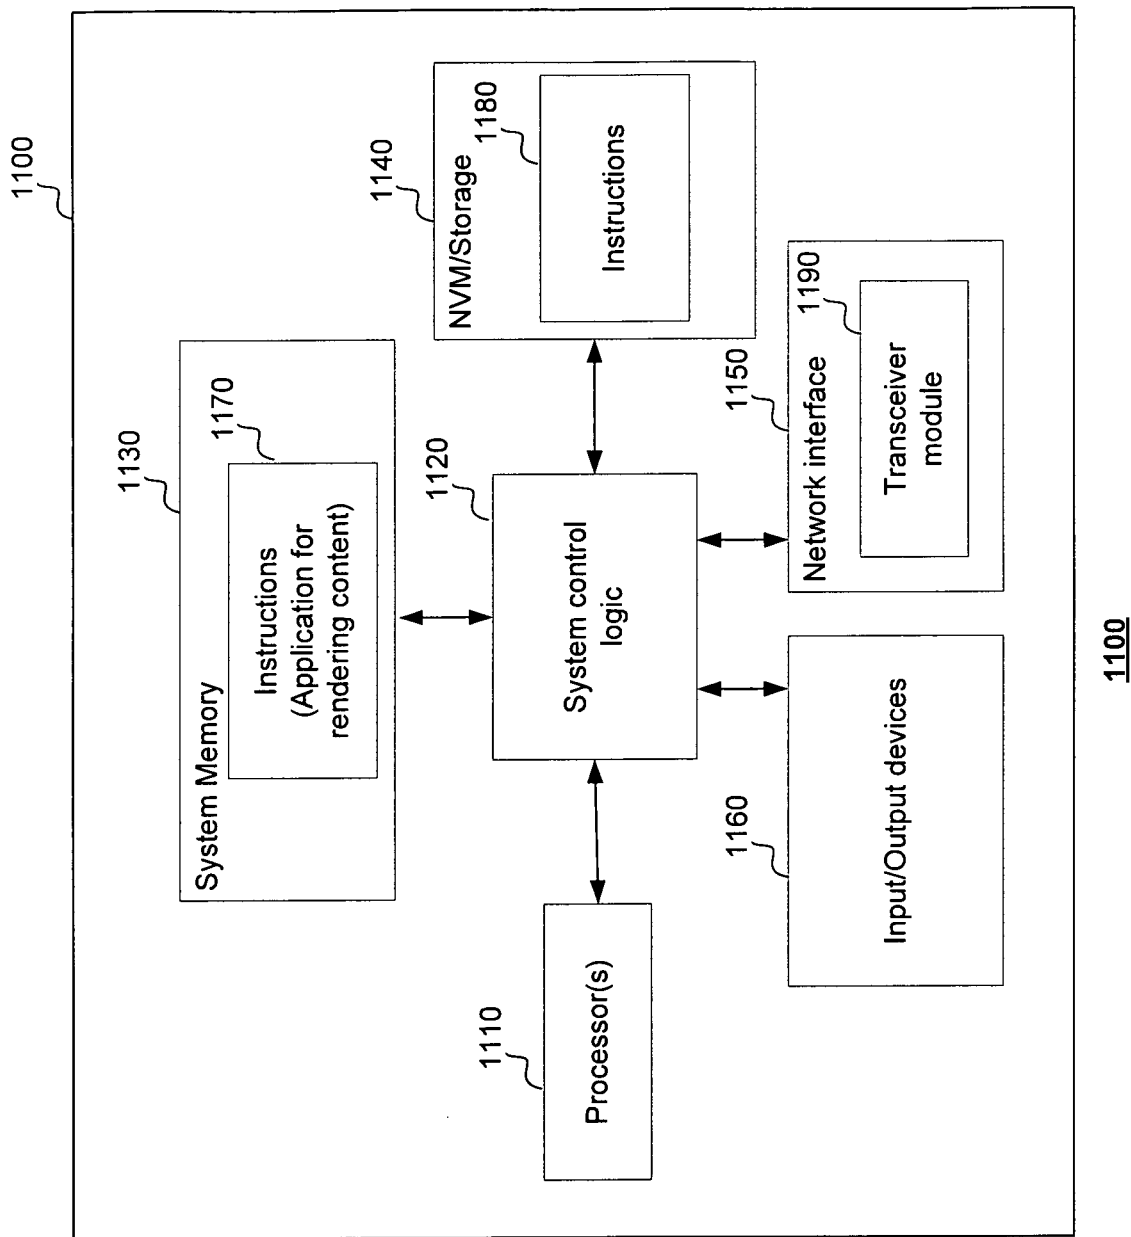 1100
1130
System Memory
1170
Instructions
(Application for
rendering content)
1140
NVM/Storage
1180
Instructions
1120
System control
logic
1110
Processor(s)
1160
Input/Output devices
1150
Network interface
1190
Transceiver
module
1100